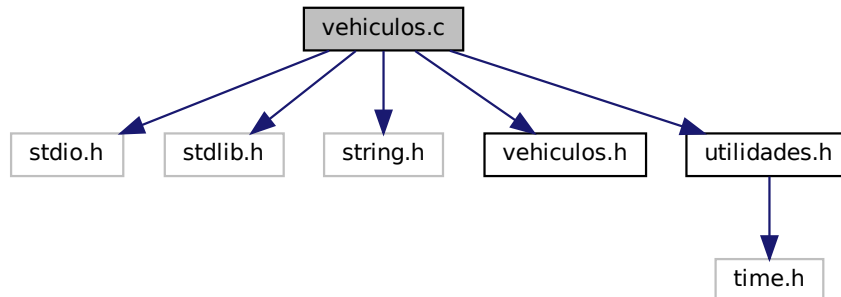 vehiculos.c
stdio.h
stdlib.h
string.h
vehiculos.h
utilidades.h
time.h